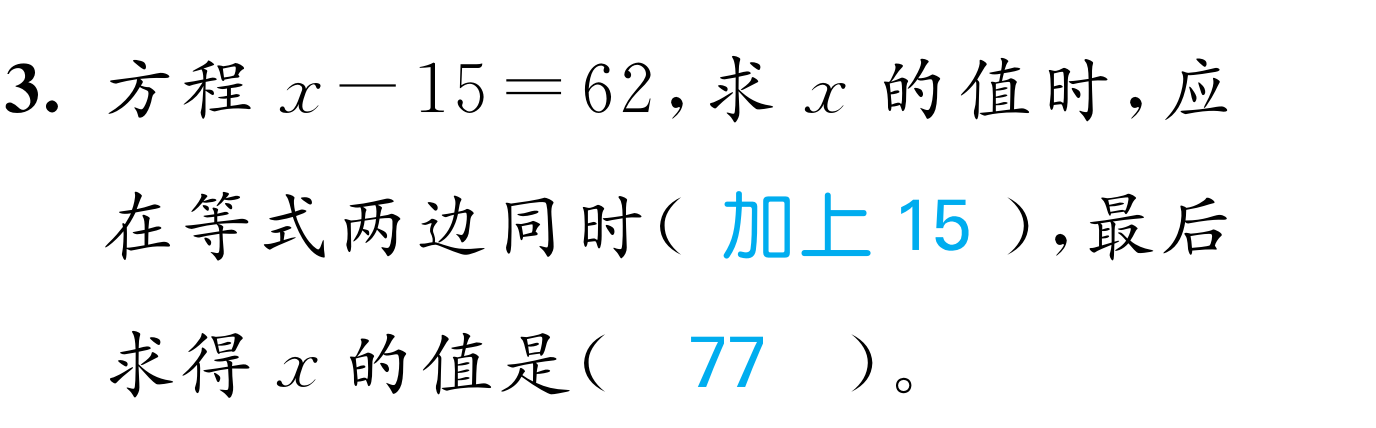 3. 方程 x－15＝62,求 x 的值时,应
在等式两边同时( 加上 15 ),最后
求得 x 的值是( 77 )。